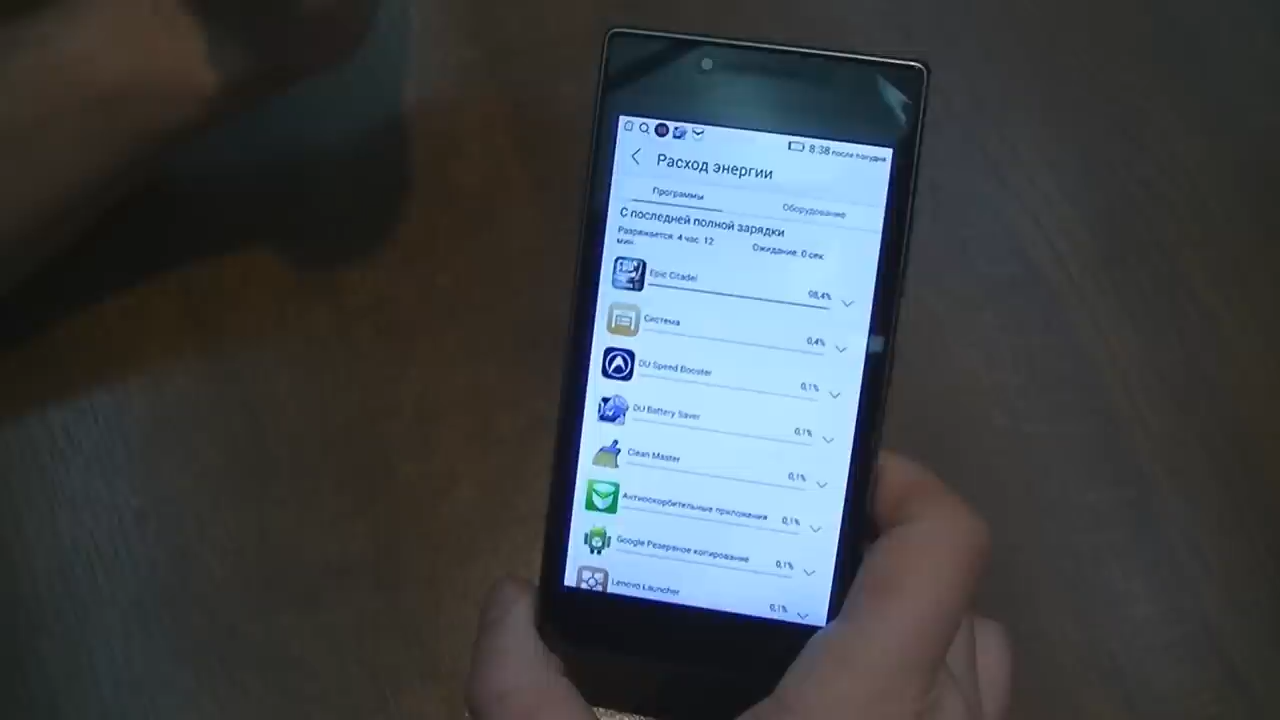 8:38 после полудня
Расход энергии
Программы
Оборудование
С последней полной зарядки
Разряжается: 4 час. 12 мин.
Ожидание: 0 сек
EPIC
Epic Citadel
98,4%
Система
0,4%
DU Speed Booster
0,1%
DU Battery Saver
0,1%
Clean Master
0,1%
Антиоскорбительные приложения
0,1%
Google Резервное копирование
0,1%
Lenovo Launcher
0,1%